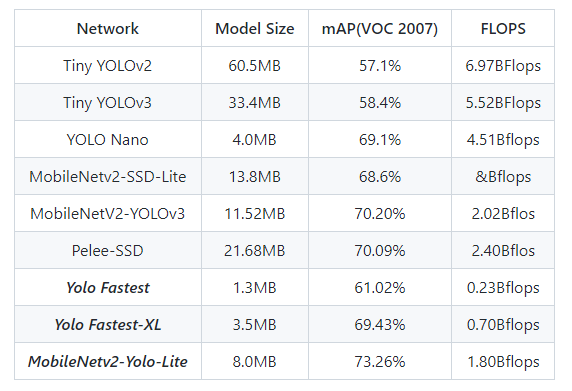 Network Model Size mAP(VOC 2007) FLOPS
Tiny YOLOv2 60.5MB 57.1% 6.97BFlops
Tiny YOLOv3 33.4MB 58.4% 5.52BFlops
YOLO Nano 4.0MB 69.1% 4.51Bflops
MobileNetv2-SSD-Lite 13.8MB 68.6% &Bflops
MobileNetV2-YOLOv3 11.52MB 70.20% 2.02Bflos
Pelee-SSD 21.68MB 70.09% 2.40Bflos
Yolo Fastest 1.3MB 61.02% 0.23Bflops
Yolo Fastest-XL 3.5MB 69.43% 0.70Bflops
MobileNetv2-Yolo-Lite 8.0MB 73.26% 1.80Bflops